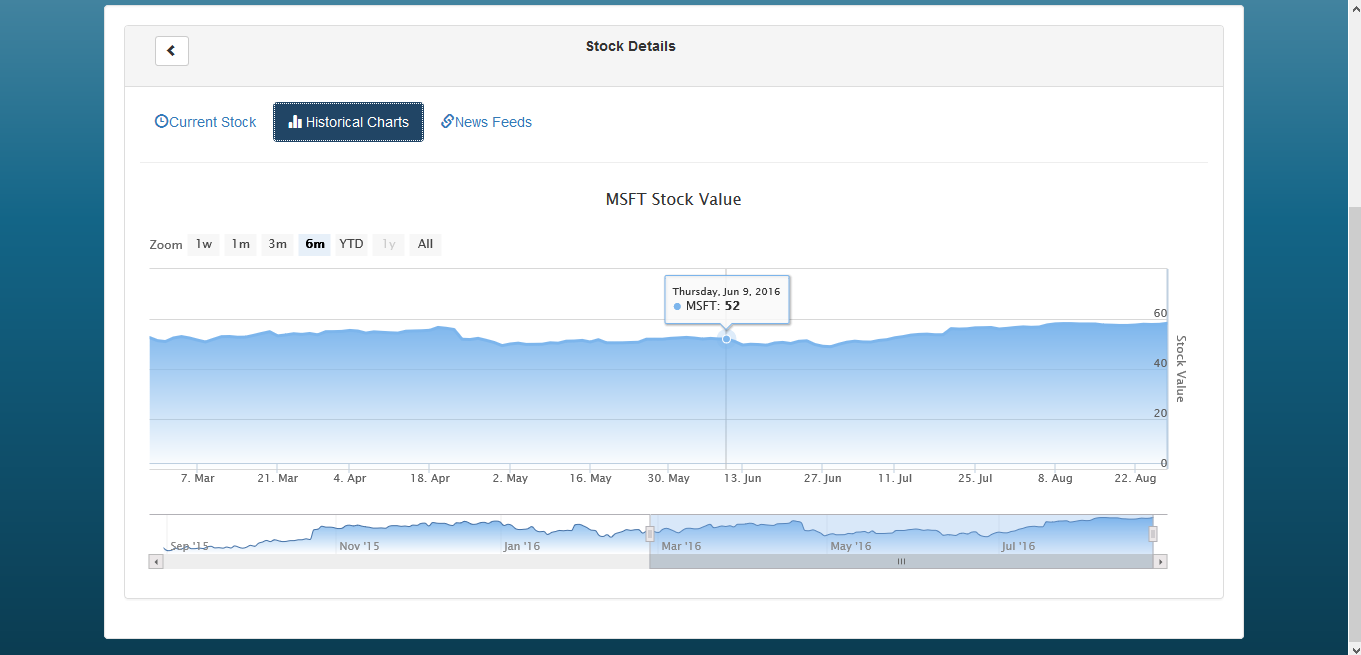 Stock Details
Current Stock Historical Charts News Feeds
MSFT Stock Value
Zoom 1w 1m 3m 6m YTD 1y All
Thursday, Jun 9, 2016
MSFT: 52
60
40
20
0
Stock Value
7. Mar 21. Mar 4. Apr 18. Apr 2. May 16. May 30. May 13. Jun 27. Jun 11. Jul 25. Jul 8. Aug 22. Aug
Sep '15 Nov '15 Jan '16 Mar '16 May '16 Jul '16